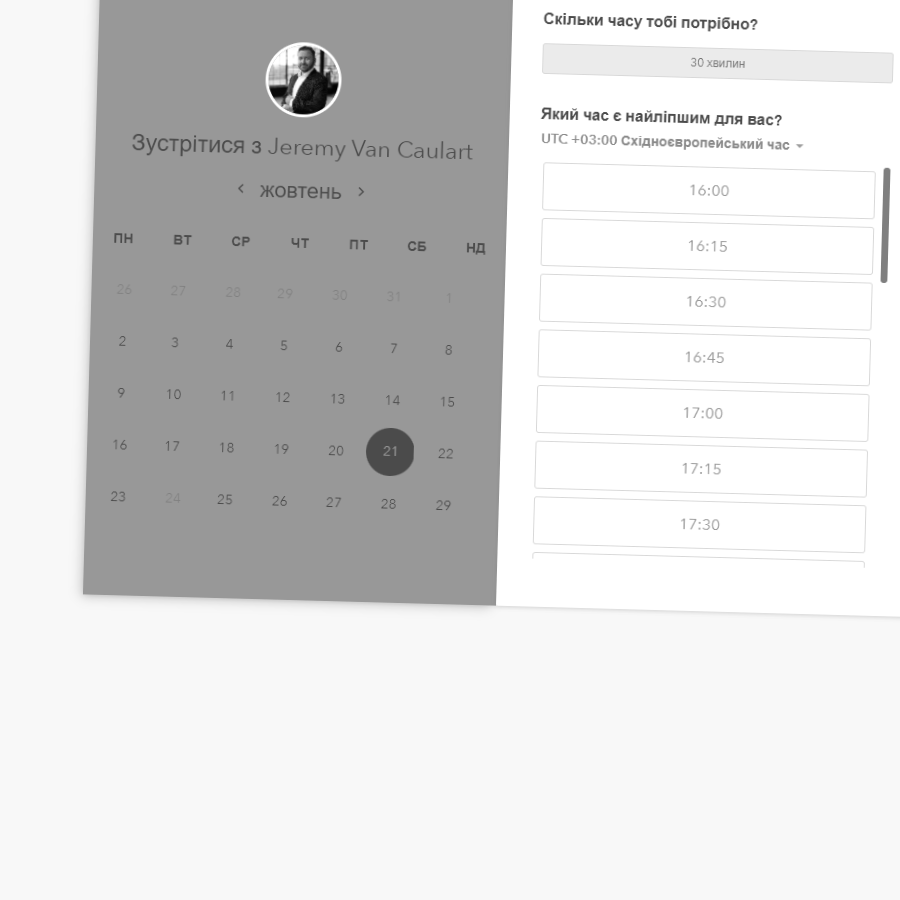 Зустрітися з Jeremy Van Caulart
‹ жовтень ›
ПН ВТ СР ЧТ ПТ СБ НД
26 27 28 29 30 31 1
2 3 4 5 6 7 8
9 10 11 12 13 14 15
16 17 18 19 20 21 22
23 24 25 26 27 28 29
Скільки часу тобі потрібно?
30 хвилин
Який час є найліпшим для вас?
UTC +03:00 Східноєвропейський час
16:00
16:15
16:30
16:45
17:00
17:15
17:30